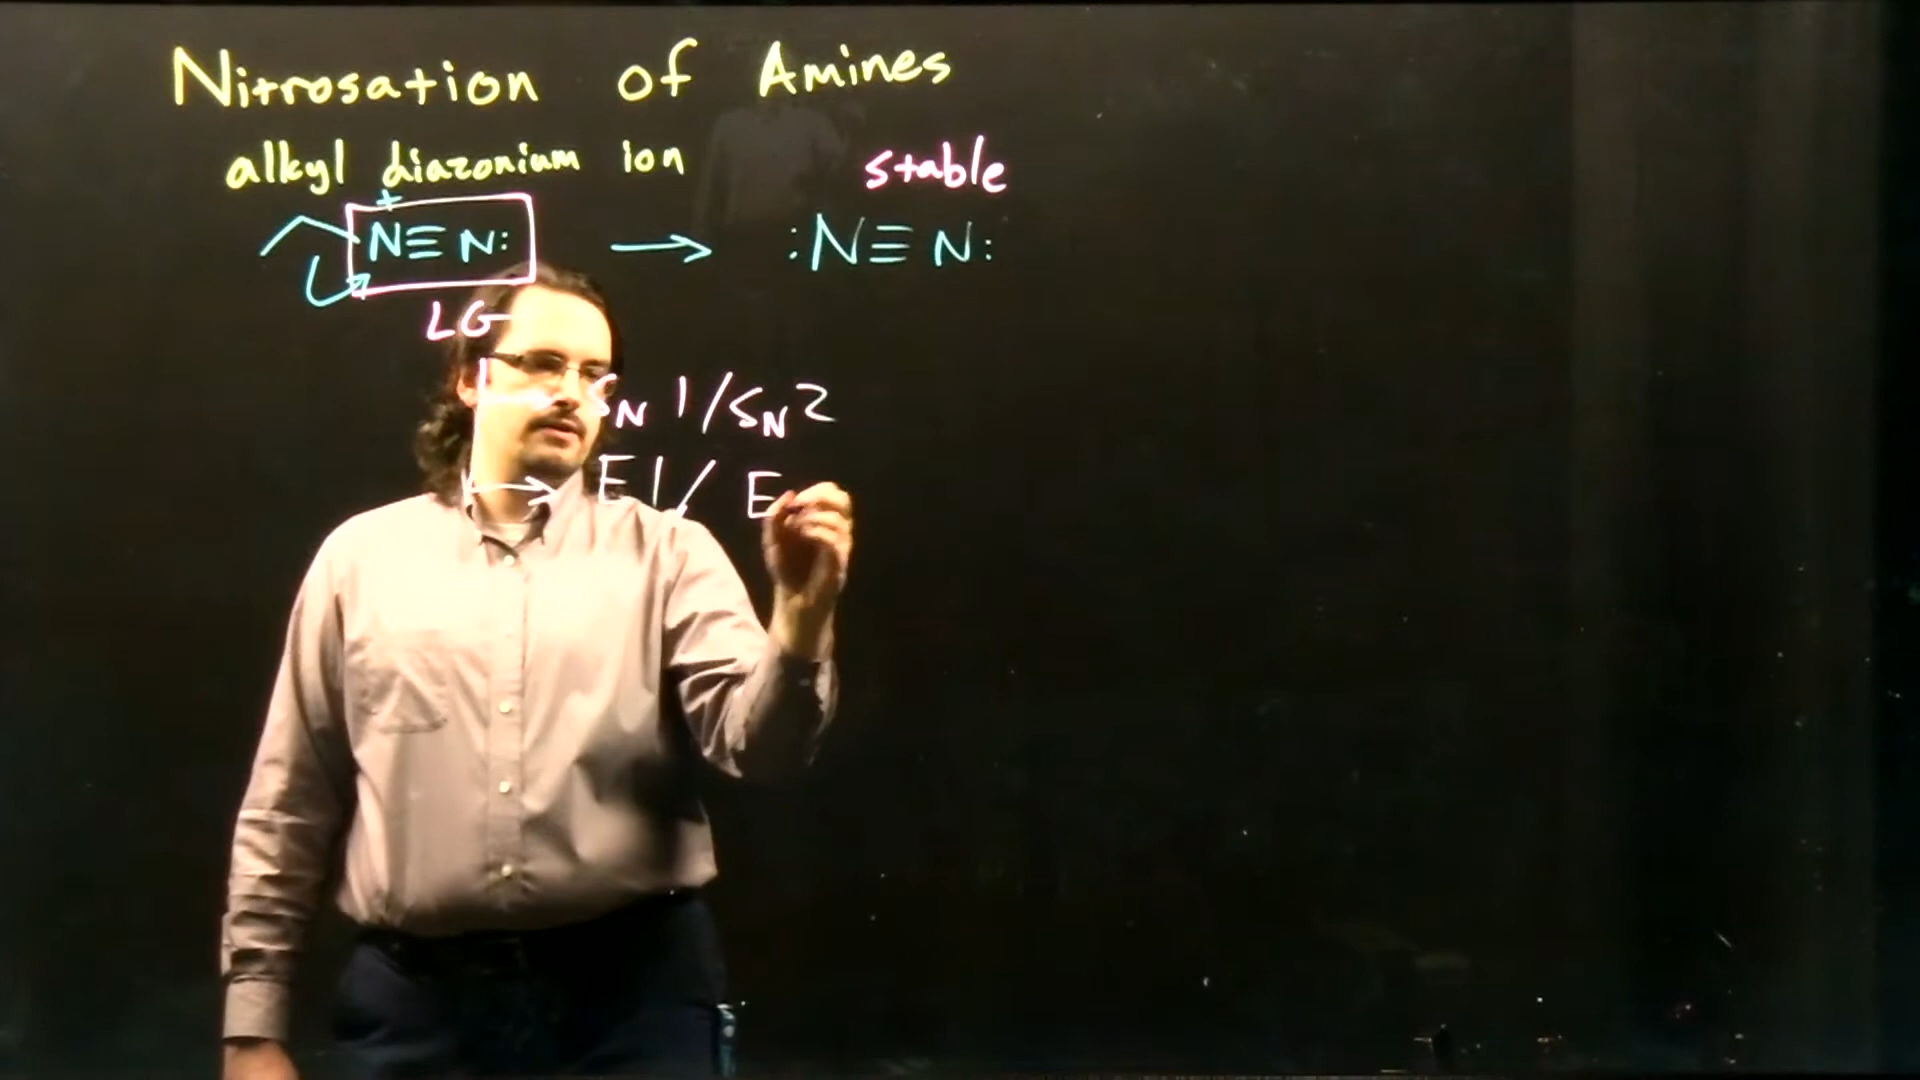 Nitrosation of Amines
alkyl diazonium ion stable
+
N≡N: → :N≡N:
LG
→ SN1/SN2
→ E1/ E